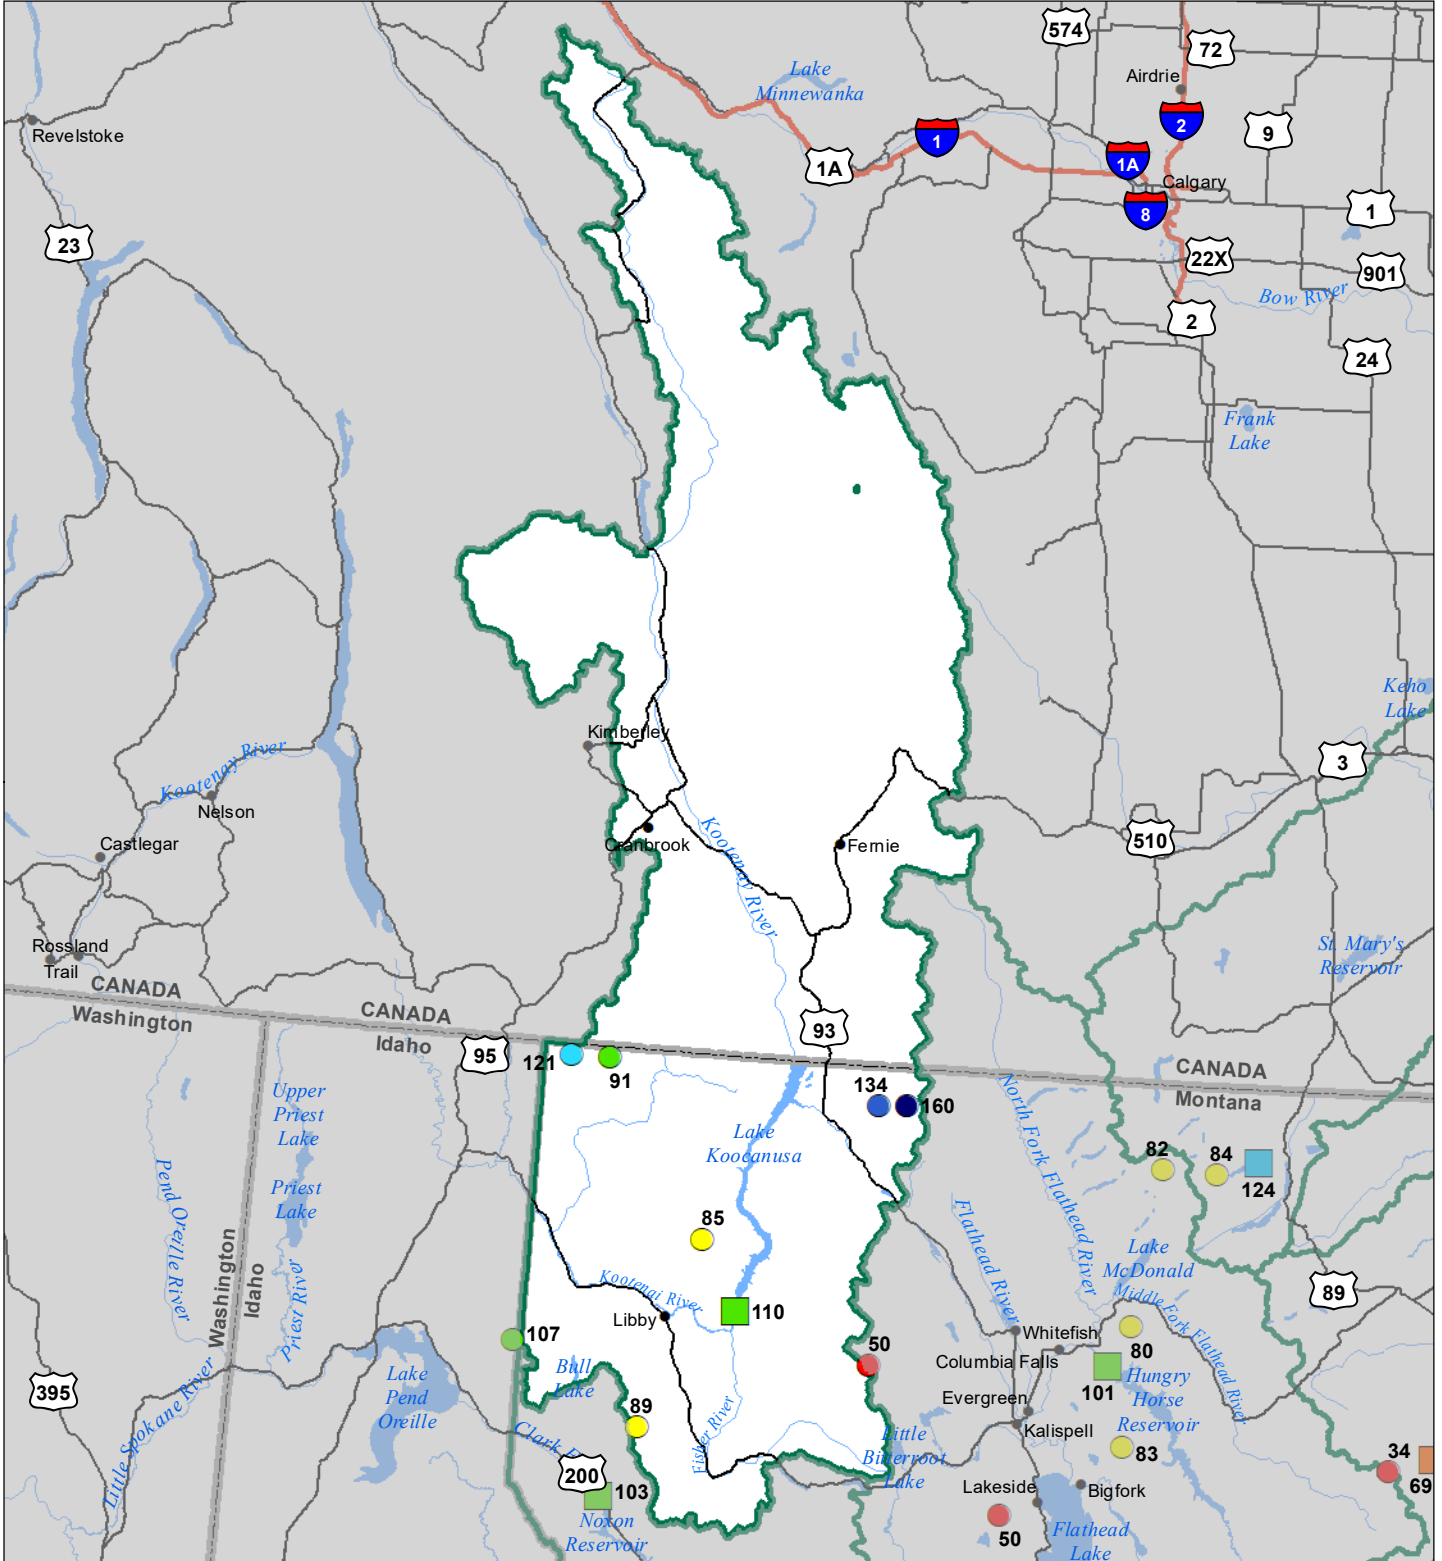 574
72
Airdrie
Lake
Minnewanka
2
9
1
1A
1A
Revelstoke
Calgary
8
1
23
22X
901
Bow River
2
24
Frank
Lake
Keho
Lake
Kimberley
Kootenay River
3
Nelson
Castlegar
Cranbrook
Kootenay River
Fernie
510
Rossland
Trail
St. Mary's
Reservoir
CANADA
Washington
CANADA
Idaho
95
93
121
91
CANADA
Montana
134
160
Upper
Priest
Lake
Lake
Koocanusa
North Fork Flathead River
82
84
124
Pend Oreille River
Priest
Lake
Flathead River
85
Washington
Idaho
Priest River
Lake
McDonald
Kootenai River
Middle Fork Flathead River
89
Libby
110
107
Whitefish
80
50
Columbia Falls
101
Hungry
Horse
Reservoir
395
Little Spokane River
Lake
Pend
Oreille
Bull
Lake
89
Evergreen
Kalispell
Fisher River
Clark F
Little
Bitterroot
Lake
83
34
69
200
103
Lakeside
Bigfork
Noxon
Reservoir
50
Flathead
Lake